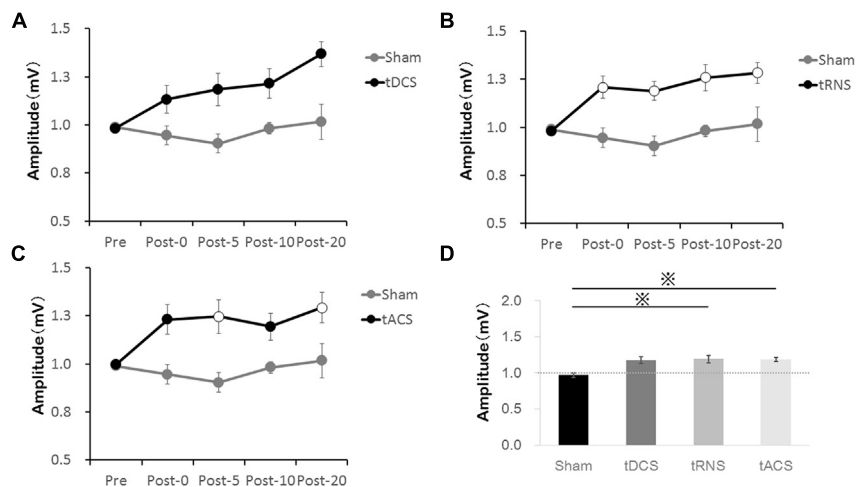 A
Amplitude(mV)
1.5
1.3
1.0
0.8
0.5
Pre Post-0 Post-5 Post-10 Post-20
Sham
tDCS
B
Amplitude(mV)
1.5
1.3
1.0
0.8
0.5
Pre Post-0 Post-5 Post-10 Post-20
Sham
tRNS
C
Amplitude(mV)
1.5
1.3
1.0
0.8
0.5
Pre Post-0 Post-5 Post-10 Post-20
Sham
tACS
D
Amplitude(mV)
※
※
2.0
1.5
1.0
0.5
0.0
Sham tDCS tRNS tACS